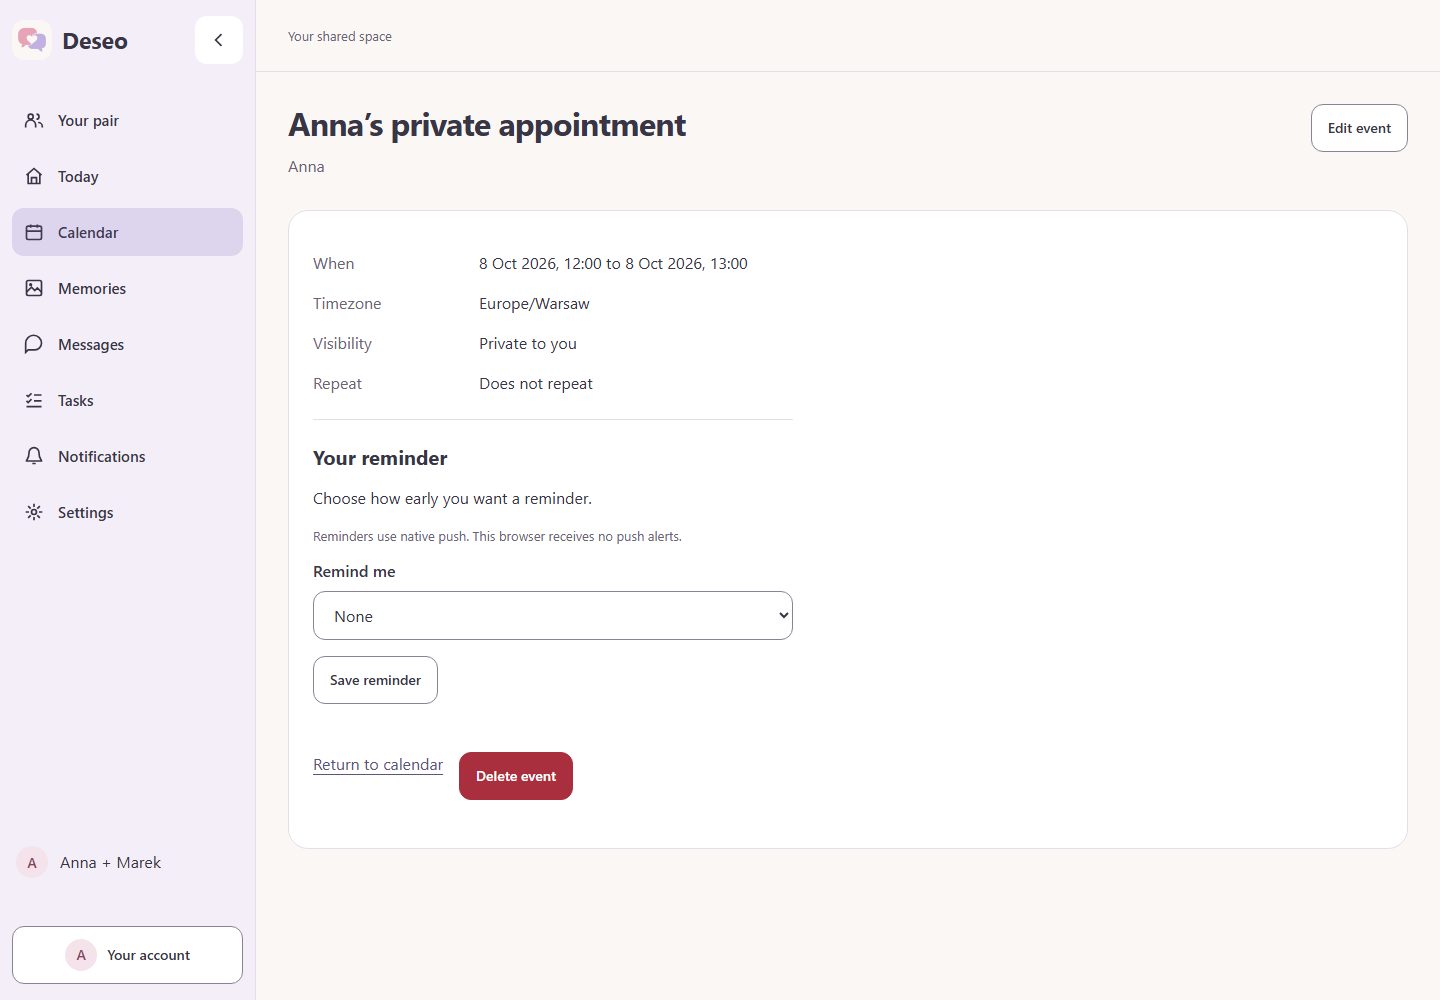 Deseo
Your pair
Today
Calendar
Memories
Messages
Tasks
Notifications
Settings
A Anna + Marek
A Your account
Your shared space
Anna’s private appointment
Anna
Edit event
When 8 Oct 2026, 12:00 to 8 Oct 2026, 13:00
Timezone Europe/Warsaw
Visibility Private to you
Repeat Does not repeat
Your reminder
Choose how early you want a reminder.
Reminders use native push. This browser receives no push alerts.
Remind me
None
Save reminder
Return to calendar Delete event